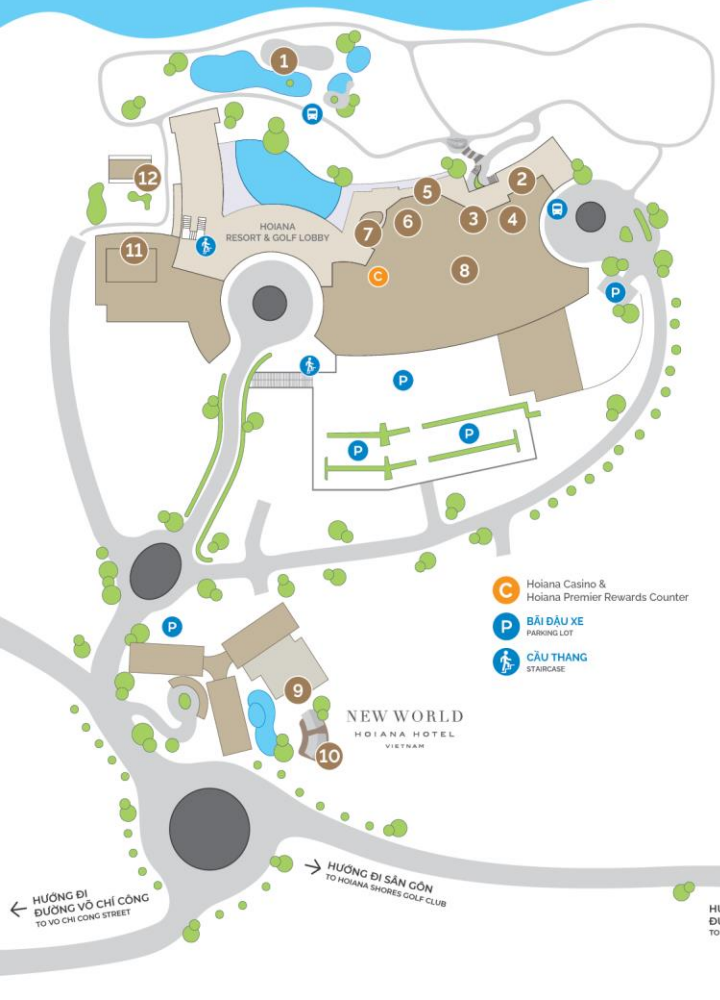 1
12
2
5
3
4
6
7
HOIANA
RESORT & GOLF LOBBY
11
C
8
P
P
P
P
C
Hoiana Casino &
Hoiana Premier Rewards Counter
P
BÃI ĐẬU XE
PARKING LOT
CẦU THANG
STAIRCASE
P
9
NEW WORLD
HOIANA HOTEL
VIETNAM
10
← HƯỚNG ĐI
ĐƯỜNG VÕ CHÍ CÔNG
TO VO CHI CONG STREET
→ HƯỚNG ĐI SÂN GÔN
TO HOIANA SHORES GOLF CLUB
TO